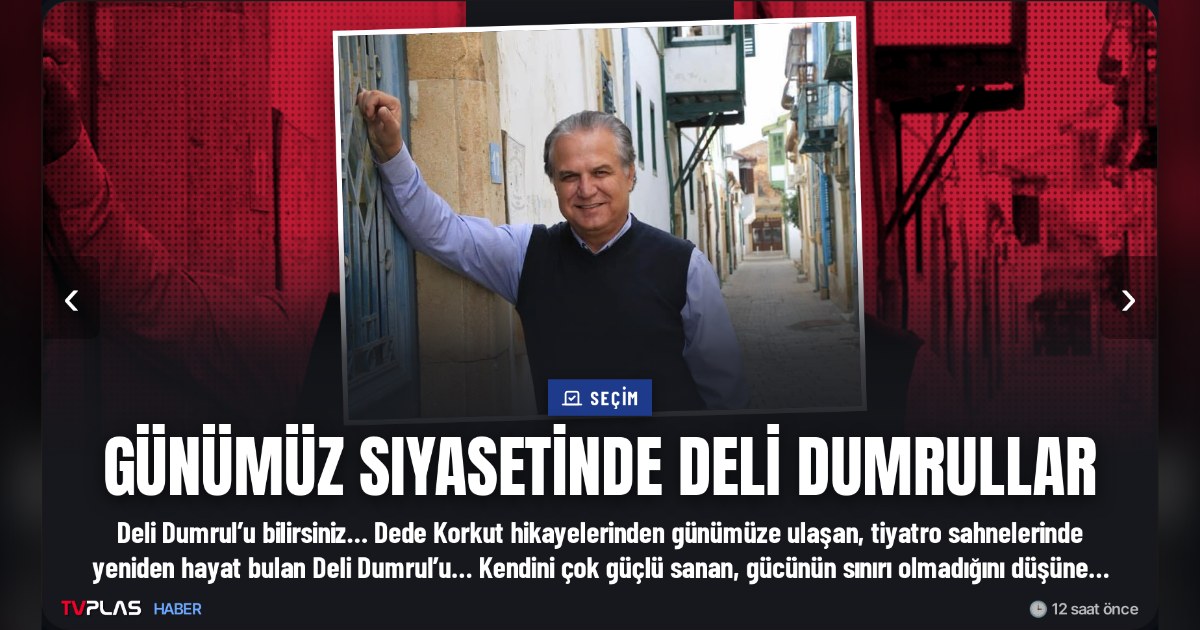 SEÇİM
GÜNÜMÜZ SIYASETİNDE DELİ DUMRULLAR
Deli Dumrul’u bilirsiniz... Dede Korkut hikayelerinden günümüze ulaşan, tiyatro sahnelerinde
yeniden hayat bulan Deli Dumrul’u... Kendini çok güçlü sanan, gücünün sınırı olmadığını düşüne...
TVPLAS HABER
12 saat önce